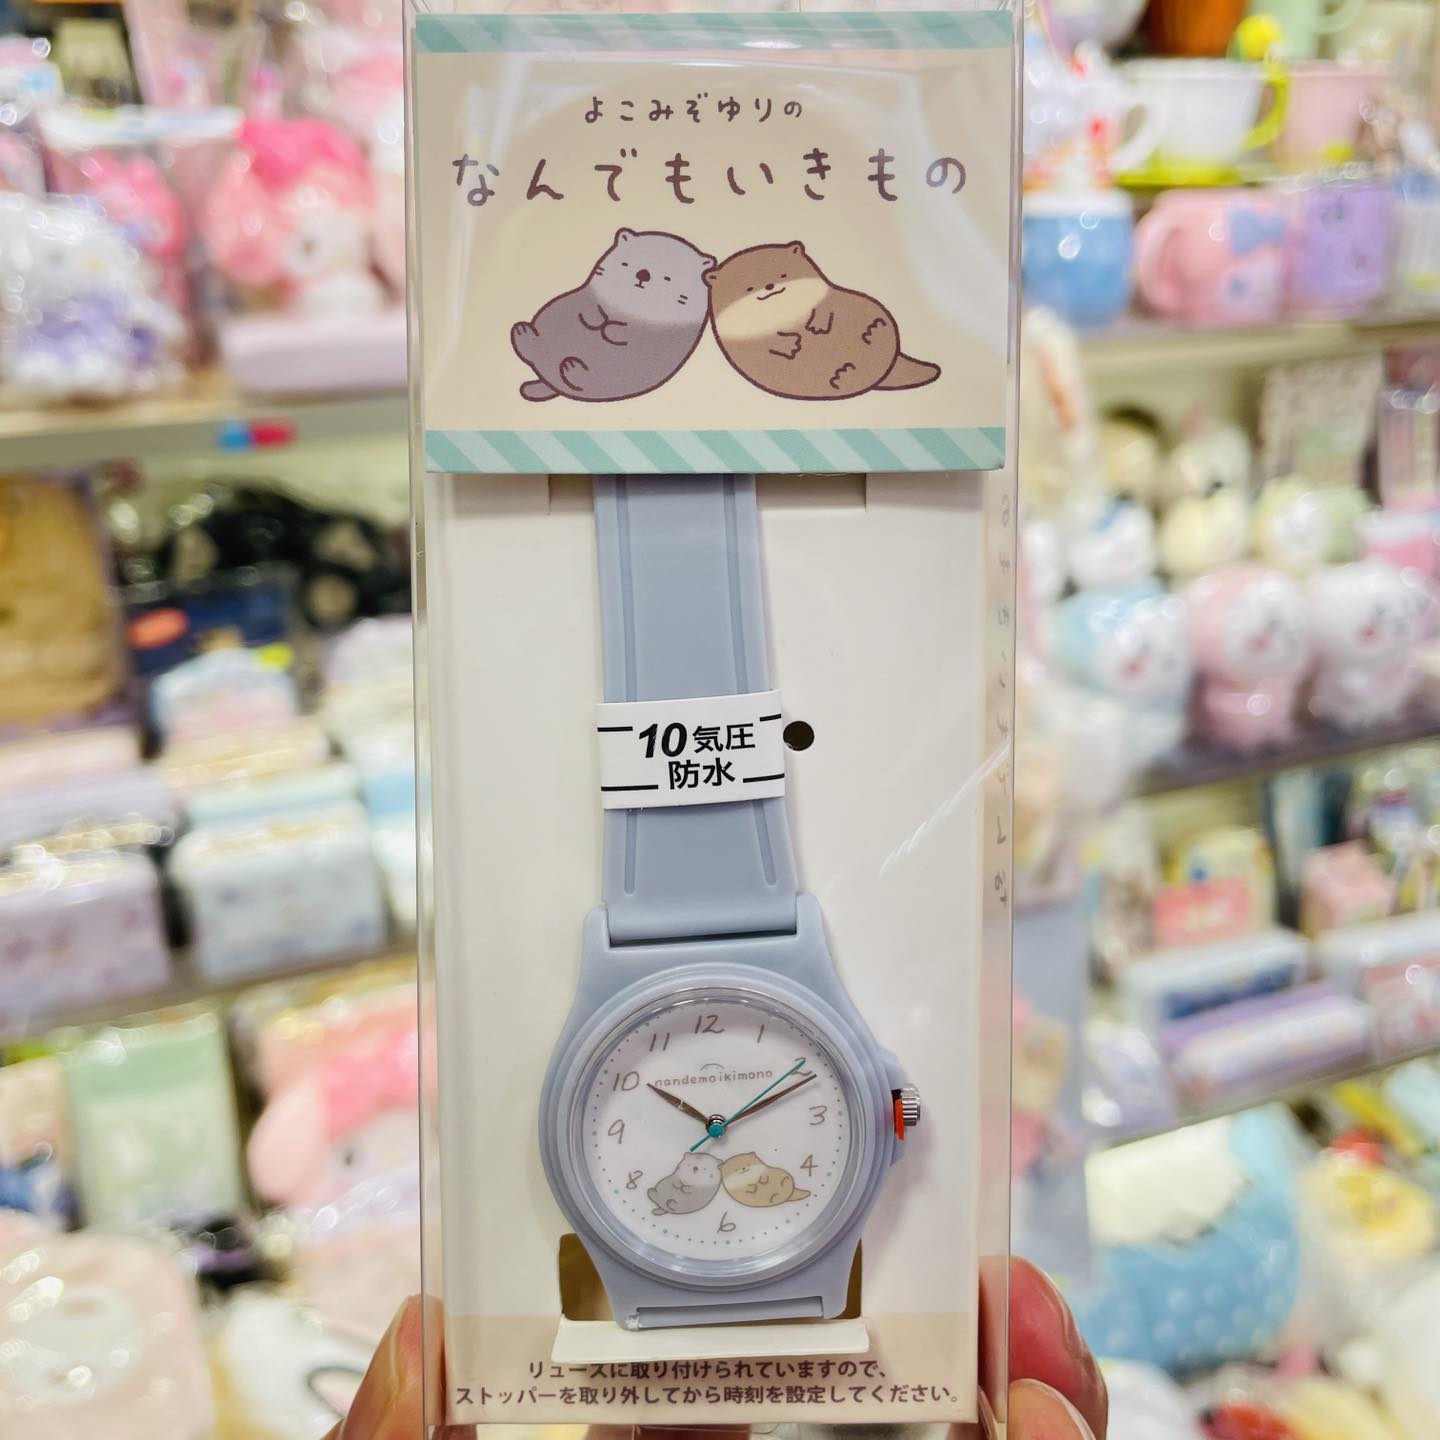 よこみぞゆりの
なんでもいきもの
10気圧
防水
12
11
1
10
nandemoikimono
2
9
3
8
4
6
リューズに取り付けられていますので、
ストッパーを取り外してから時刻を設定してください。